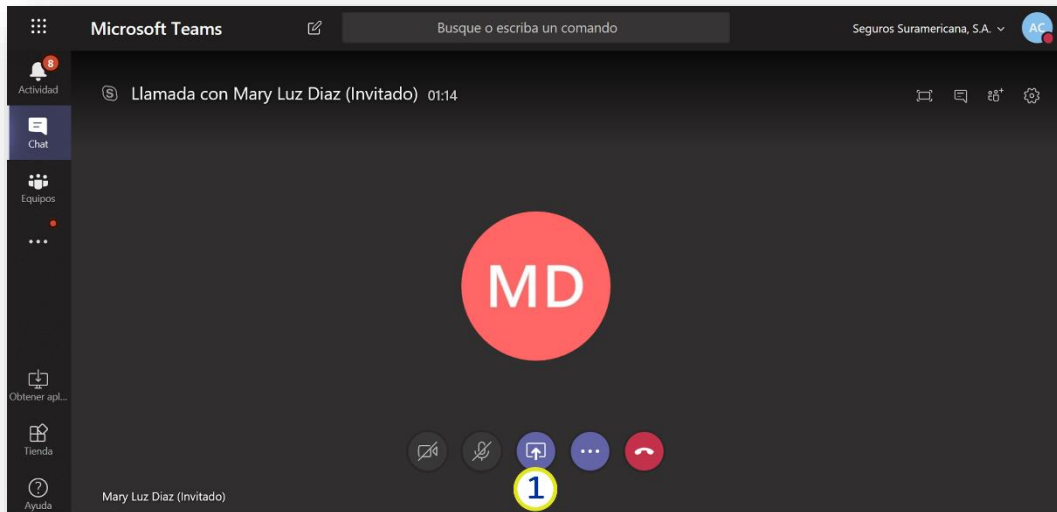 Microsoft Teams
Busque o escriba un comando
Seguros Suramericana, S.A.
AC
8
Actividad
Llamada con Mary Luz Diaz (Invitado) 01:14
Chat
Equipos
MD
Obtener apl...
Tienda
1
Mary Luz Diaz (Invitado)
Ayuda